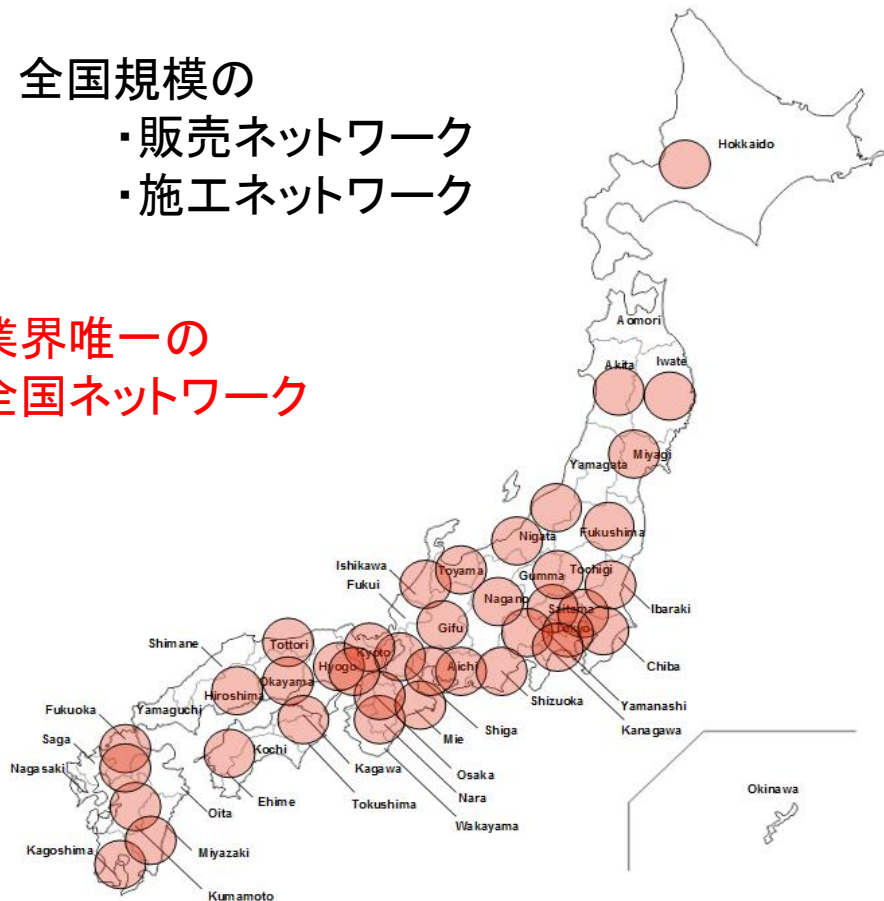 全国規模の
・販売ネットワーク
・施工ネットワーク
業界唯一の
全国ネットワーク
Hokkaido
Aomori
Akita
Iwate
Miyagi
Yamagata
Fukushima
Nigata
Ishikawa
Toyama
Gumma
Tochigi
Fukui
Nagano
Saitama
Ibaraki
Gifu
Tokyo
Shimane
Tottori
Kyoto
Chiba
Hyogo
Aichi
Okayama
Hiroshima
Shizuoka
Yamanashi
Fukuoka
Yamaguchi
Shiga
Kanagawa
Saga
Mie
Kochi
Nagasaki
Kagawa
Osaka
Okinawa
Ehime
Nara
Oita
Tokushima
Wakayama
Kagoshima
Miyazaki
Kumamoto